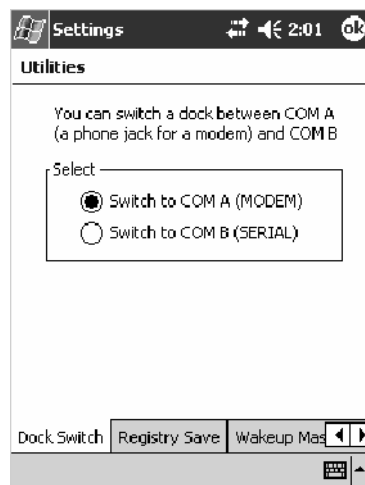 Settings 2:01 ok
Utilities
You can switch a dock between COM A
(a phone jack for a modem) and COM B
Select
Switch to COM A (MODEM)
Switch to COM B (SERIAL)
Dock Switch Registry Save Wakeup Mas